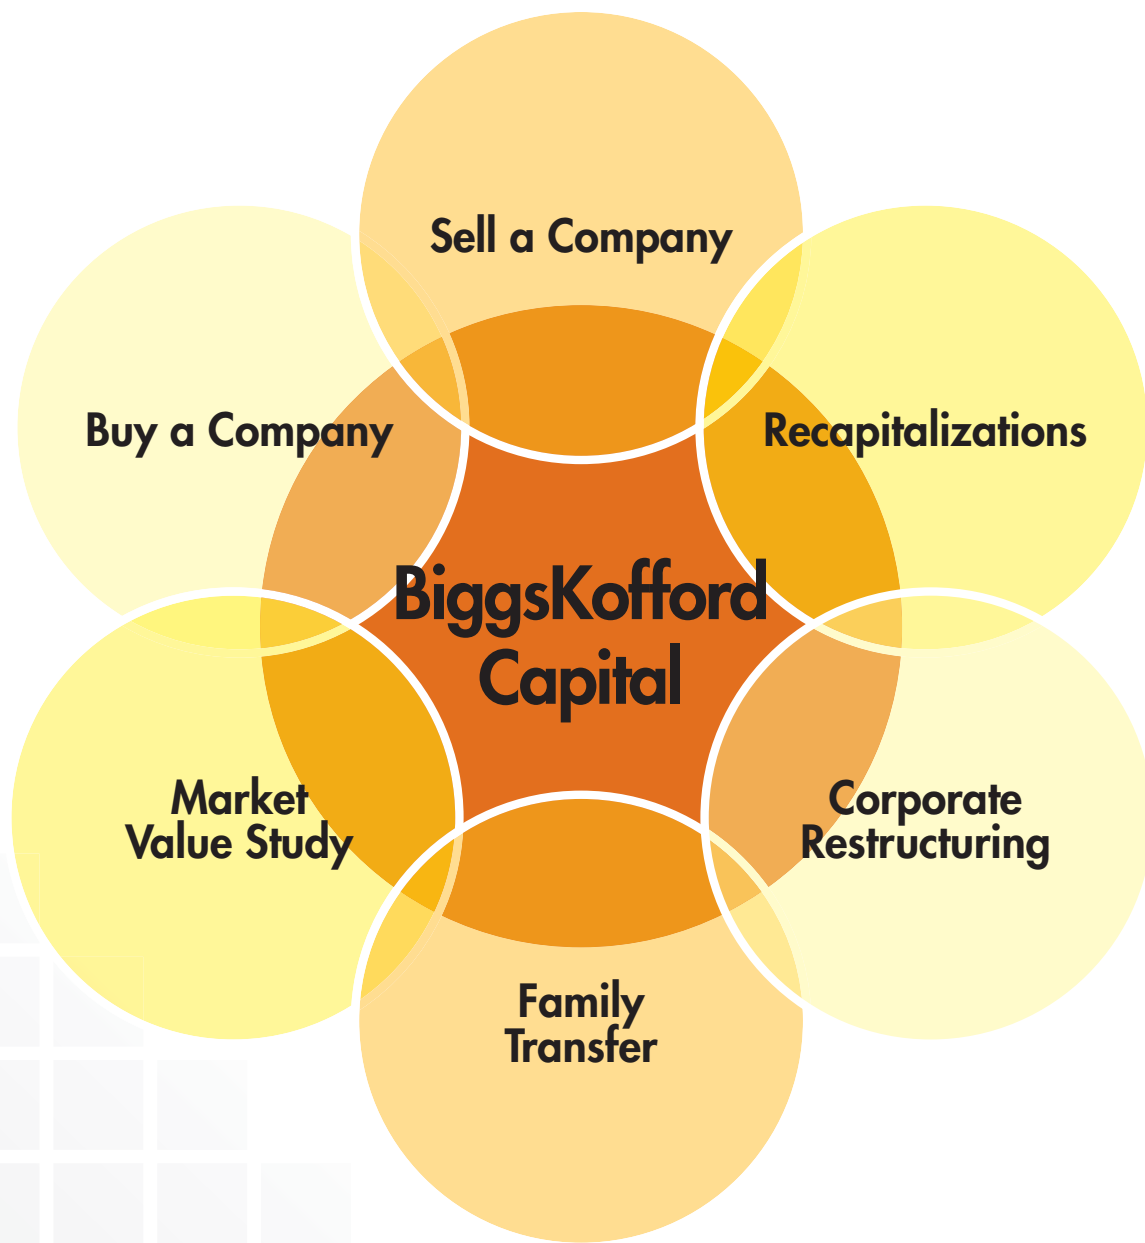 Sell a Company
Buy a Company
Recapitalizations
BiggsKofford
Capital
Market
Value Study
Corporate
Restructuring
Family
Transfer